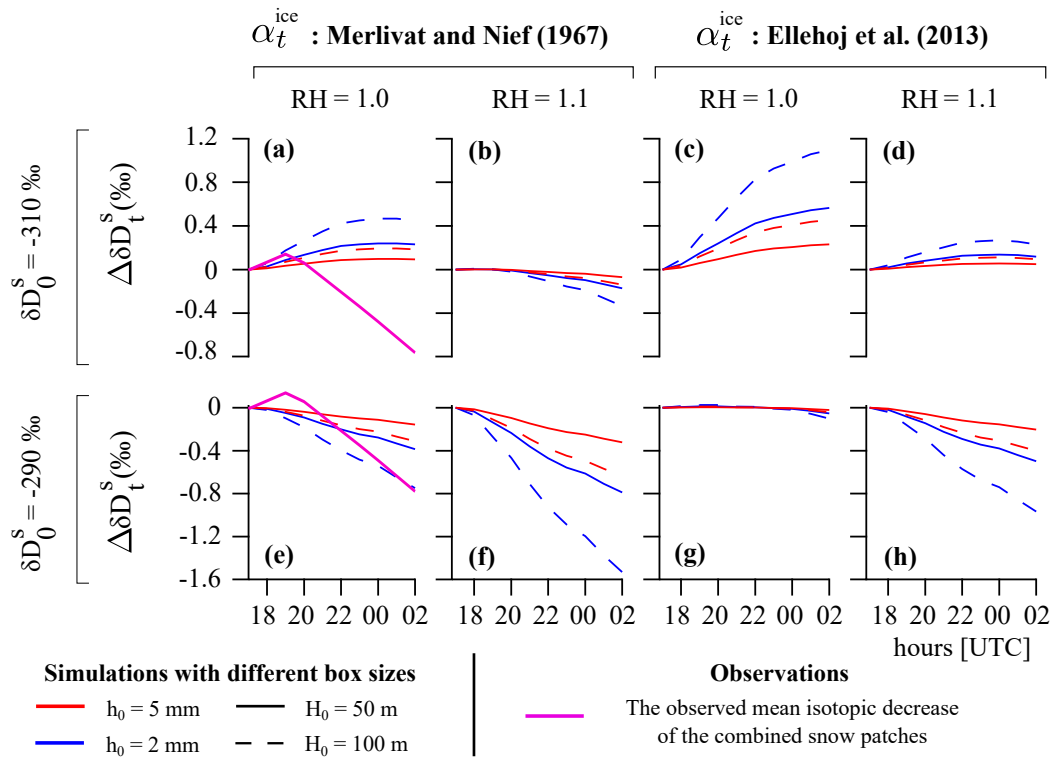 α_t^ice : Merlivat and Nief (1967)
α_t^ice : Ellehoj et al. (2013)
RH = 1.0
RH = 1.1
RH = 1.0
RH = 1.1
δD_0^s = -310 ‰
ΔδD_t^s(‰)
1.2
0.8
0.4
0
-0.4
-0.8
(a)
(b)
(c)
(d)
δD_0^s = -290 ‰
ΔδD_t^s(‰)
0
-0.4
-0.8
-1.2
-1.6
(e)
(f)
(g)
(h)
18 20 22 00 02
18 20 22 00 02
18 20 22 00 02
18 20 22 00 02
hours [UTC]
Simulations with different box sizes
h₀ = 5 mm
H₀ = 50 m
h₀ = 2 mm
H₀ = 100 m
Observations
The observed mean isotopic decrease
of the combined snow patches